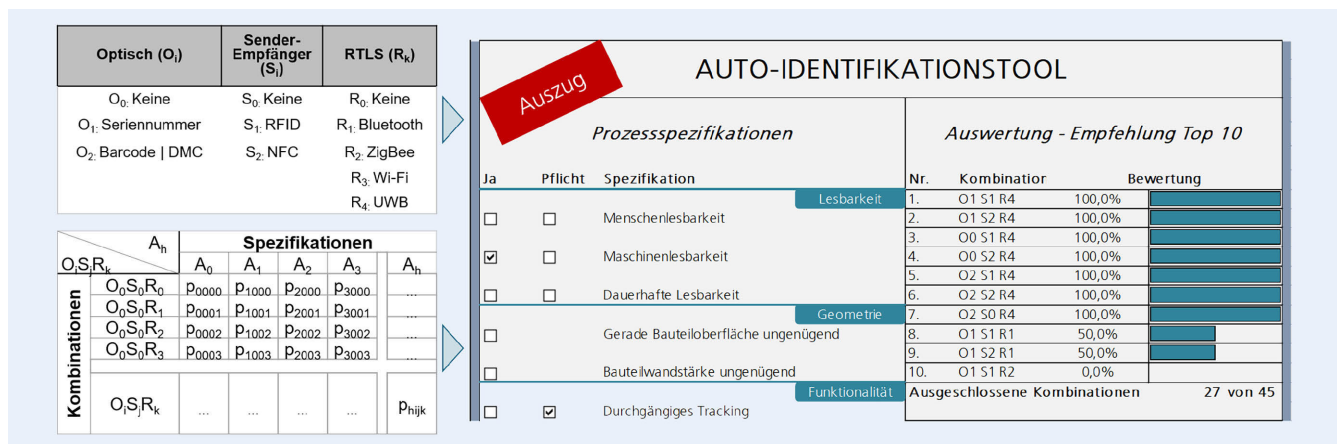 Optisch (Oi) Sender-Empfänger (Si) RTLS (Rk)
O0: Keine S0: Keine R0: Keine
O1: Seriennummer S1: RFID R1: Bluetooth
O2: Barcode | DMC S2: NFC R2: ZigBee
R3: Wi-Fi
R4: UWB
Ah Spezifikationen
OiSjRk A0 A1 A2 A3 Ah
Kombinationen
O0S0R0 p0000 p1000 p2000 p3000 ...
O0S0R1 p0001 p1001 p2001 p3001
O0S0R2 p0002 p1002 p2002 p3002 ...
O0S0R3 p0003 p1003 p2003 p3003 ...
OiSjRk ... ... ... ... phijk
Auszug
AUTO-IDENTIFIKATIONSTOOL
Prozessspezifikationen
Ja Pflicht Spezifikation
Lesbarkeit
Menschenlesbarkeit
Maschinenlesbarkeit
Dauerhafte Lesbarkeit
Geometrie
Gerade Bauteiloberfläche ungenügend
Bauteilwandstärke ungenügend
Funktionalität
Durchgängiges Tracking
Auswertung - Empfehlung Top 10
Nr. Kombinatior Bewertung
1. O1 S1 R4 100,0%
2. O1 S2 R4 100,0%
3. O0 S1 R4 100,0%
4. O0 S2 R4 100,0%
5. O2 S1 R4 100,0%
6. O2 S2 R4 100,0%
7. O2 S0 R4 100,0%
8. O1 S1 R1 50,0%
9. O1 S2 R1 50,0%
10. O1 S1 R2 0,0%
Ausgeschlossene Kombinationen 27 von 45